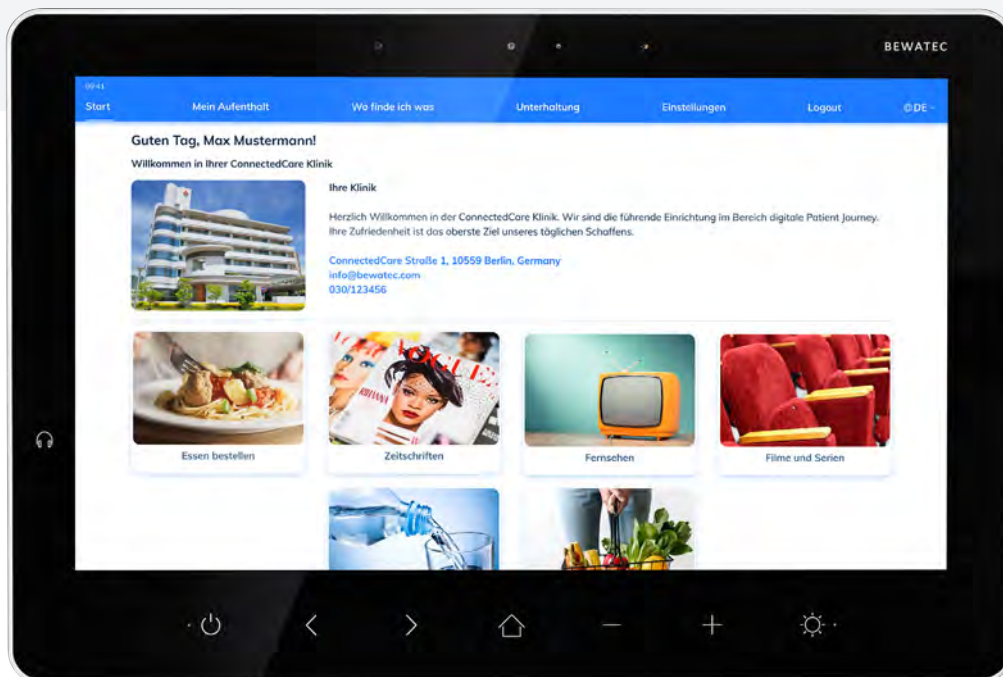 BEWATEC
09:41
Start Mein Aufenthalt Wo finde ich was Unterhaltung Einstellungen Logout DE
Guten Tag, Max Mustermann!
Willkommen in Ihrer ConnectedCare Klinik
Ihre Klinik
Herzlich Willkommen in der ConnectedCare Klinik. Wir sind die führende Einrichtung im Bereich digitale Patient Journey.
Ihre Zufriedenheit ist das oberste Ziel unseres täglichen Schaffens.
ConnectedCare Straße 1, 10559 Berlin, Germany
info@bewatec.com
030/123456
VOGUE
RIHANNA
Essen bestellen Zeitschriften Fernsehen Filme und Serien